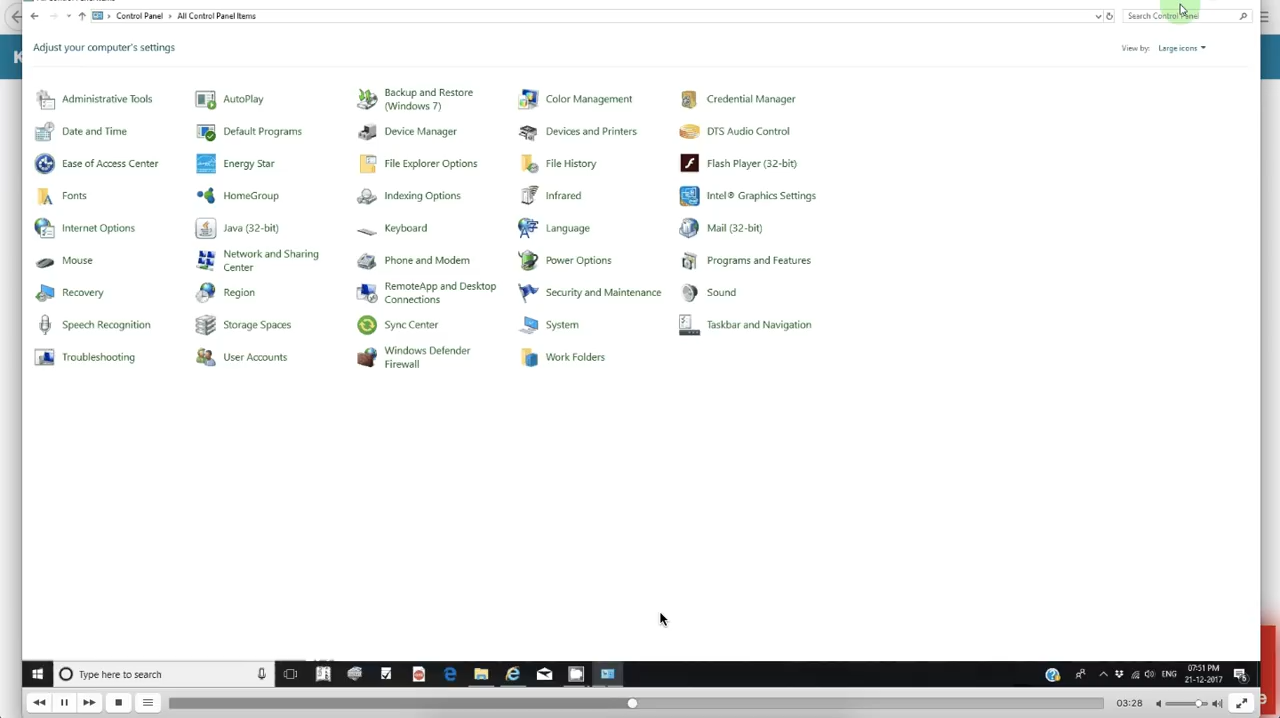 Control Panel > All Control Panel Items
Search Control Panel
Adjust your computer's settings
View by: Large icons
Administrative Tools
AutoPlay
Backup and Restore
(Windows 7)
Color Management
Credential Manager
Date and Time
Default Programs
Device Manager
Devices and Printers
DTS Audio Control
Ease of Access Center
Energy Star
File Explorer Options
File History
Flash Player (32-bit)
Fonts
HomeGroup
Indexing Options
Infrared
Intel® Graphics Settings
Internet Options
Java (32-bit)
Keyboard
Language
Mail (32-bit)
Mouse
Network and Sharing
Center
Phone and Modem
Power Options
Programs and Features
Recovery
Region
RemoteApp and Desktop
Connections
Security and Maintenance
Sound
Speech Recognition
Storage Spaces
Sync Center
System
Taskbar and Navigation
Troubleshooting
User Accounts
Windows Defender
Firewall
Work Folders
Type here to search
ENG
07:51 PM
21-12-2017
03:28